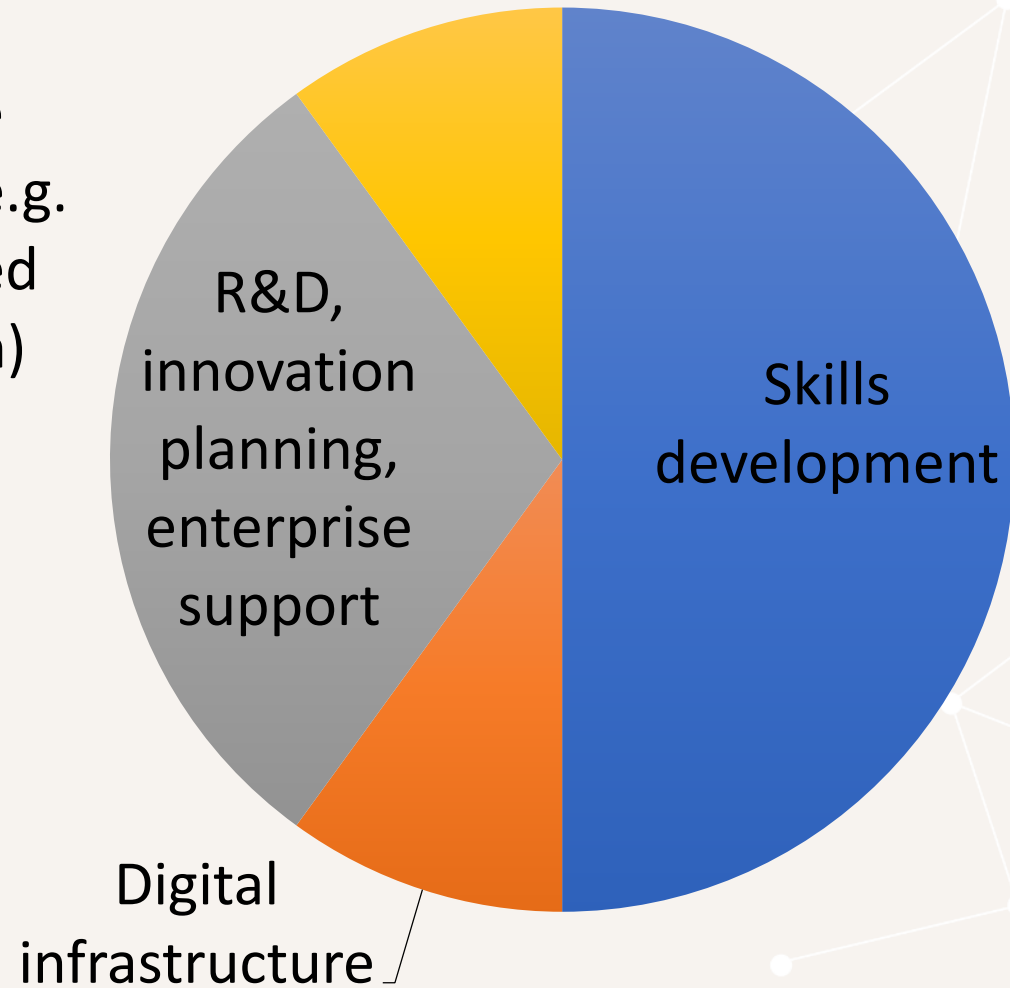 e.g.
R&D,
innovation
planning,
enterprise
support
Skills
development
Digital
infrastructure